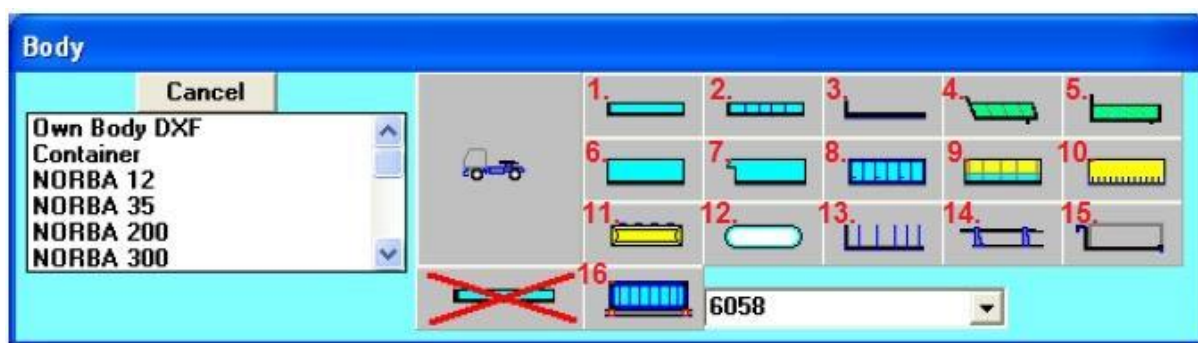 Body
Cancel
Own Body DXF
Container
NORBA 12
NORBA 35
NORBA 200
NORBA 300
1. 2. 3. 4. 5.
6. 7. 8. 9. 10.
11. 12. 13. 14. 15.
16.
6058